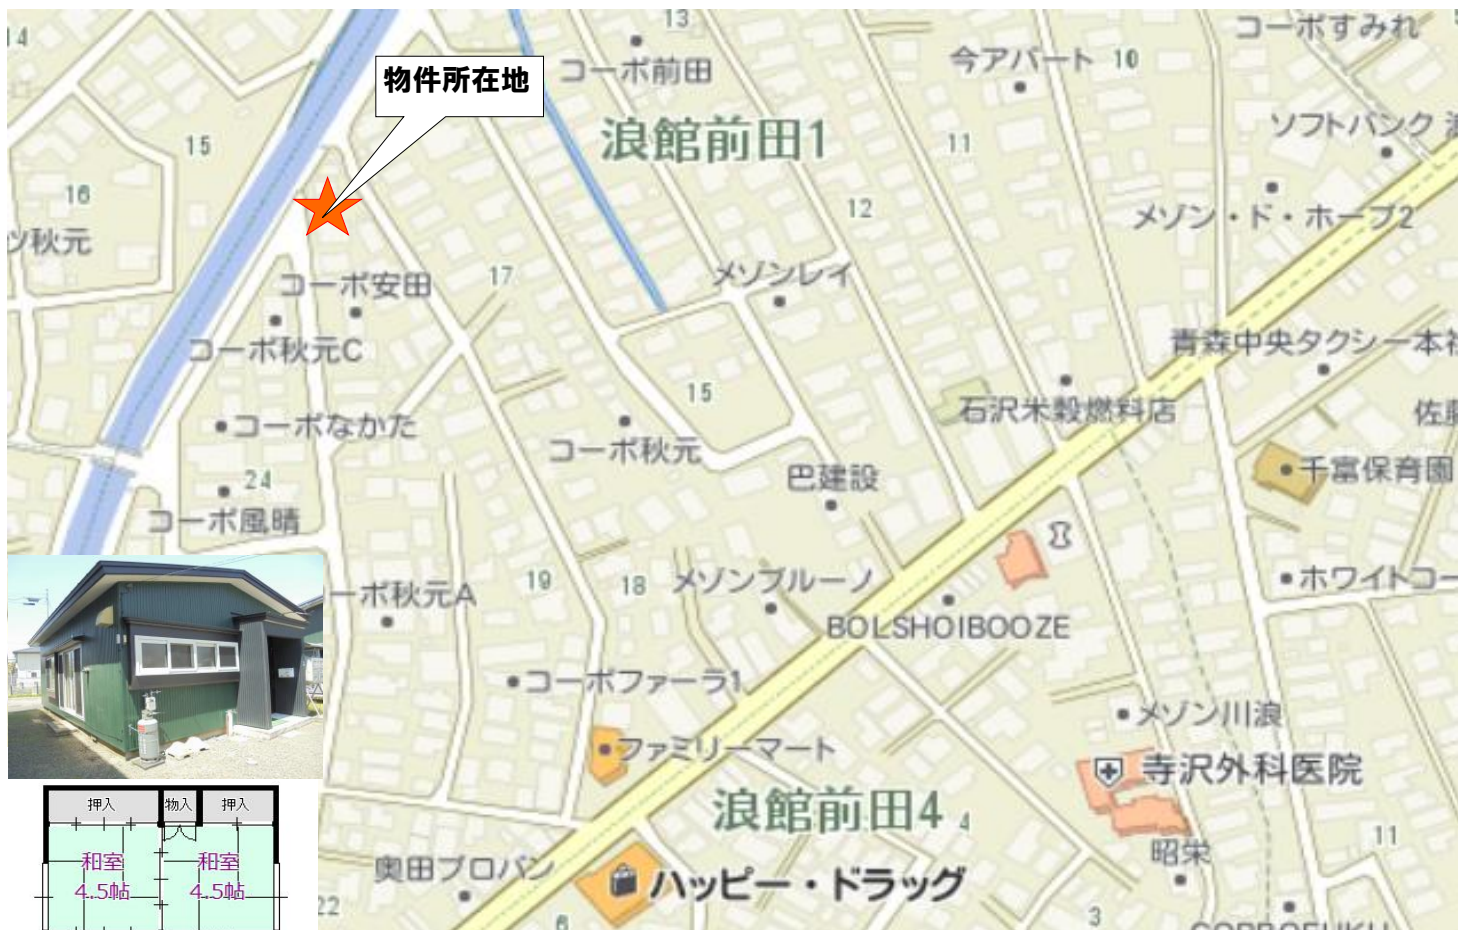 14
13
コーポすみれ
物件所在地
コーポ前田
今アパート
10
15
浪館前田1
11
ソフトバンク
16
12
メゾン・ド・ホープ2
ツ秋元
コーポ安田
17
メゾンレイ
コーポ秋元C
青森中央タクシー本社
15
石沢米穀燃料店
コーポなかた
コーポ秋元
千富保育園
24
巴建設
コーポ風晴
19
18
メゾンブルーノ
ホワイトコー
ーポ秋元A
BOLSHOIBOOZE
コーポファーラ1
メゾン川浪
ファミリーマート
寺沢外科医院
押入
物入
押入
浪館前田4
4
11
和室
4.5帖
和室
4.5帖
奥田プロパン
昭栄
ハッピー・ドラッグ
22
6
3